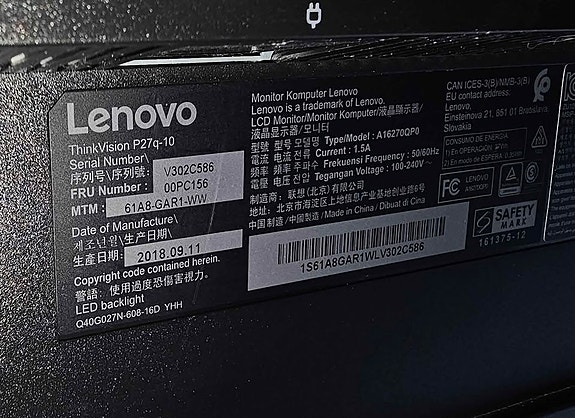 Lenovo
ThinkVision P27q-10
Serial Number\
序列号\序列號: V302C586
FRU Number : 00PC156
MTM : 61A8-GAR1-WW
Date of Manufacture\
제조년월\生产日期\
生產日期: 2018.09.11
Copyright code contained herein.
警語：使用過度恐傷害視力。
LED backlight
Q40G027N-608-16D YHH
Monitor Komputer Lenovo
Lenovo is a trademark of Lenovo.
LCD Monitor/Monitor Komputer/液晶顯示器/
液晶显示器/모니터
型號 型号 모델명 Type/Model : A16270QP0
電流 电流 전류 Current : 1.5A
頻率 频率 주파수 Frekuensi Frequency : 50/60Hz
電壓 电压 전압 Tegangan Voltage : 100-240V~
制造商：联想(北京)有限公司
地址：北京市海淀区上地信息产业基地创业路6号
中國制造 /中国制造 / Made in China / Dibuat di Cina
1S61A8GAR1WLV302C586
CAN ICES-3(B)/NMB-3(B)
EU contact address:
Lenovo,
Einsteinova 21, 851 01 Bratislava,
Slovakia
CONSUMO DE ENERGÍA
FC
SAFETY
MARK
161375-12